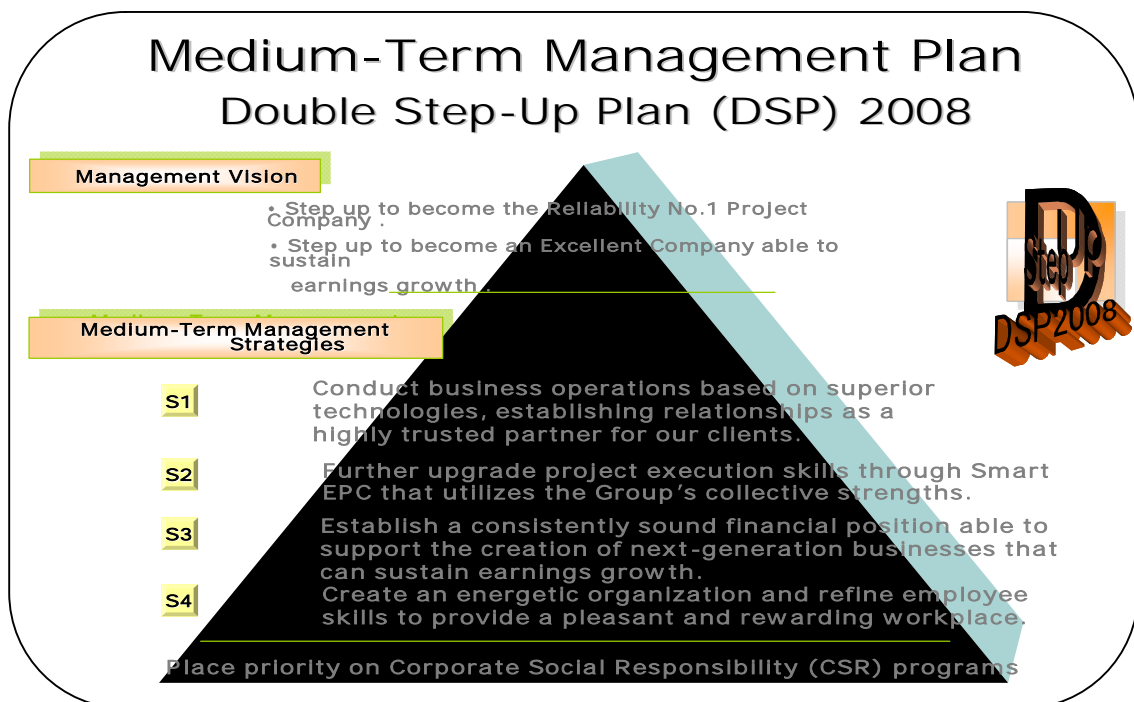 Medium-Term Management Plan
Double Step-Up Plan (DSP) 2008
Management Vision
• Step up to become the Reliability No.1 Project
Company .
• Step up to become an Excellent Company able to
sustain
earnings growth .
Step Up
D
DSP2008
Medium-Term Management
Strategies
S1
Conduct business operations based on superior
technologies, establishing relationships as a
highly trusted partner for our clients.
S2
Further upgrade project execution skills through Smart
EPC that utilizes the Group's collective strengths.
S3
Establish a consistently sound financial position able to
support the creation of next-generation businesses that
can sustain earnings growth.
S4
Create an energetic organization and refine employee
skills to provide a pleasant and rewarding workplace.
Place priority on Corporate Social Responsibility (CSR) programs